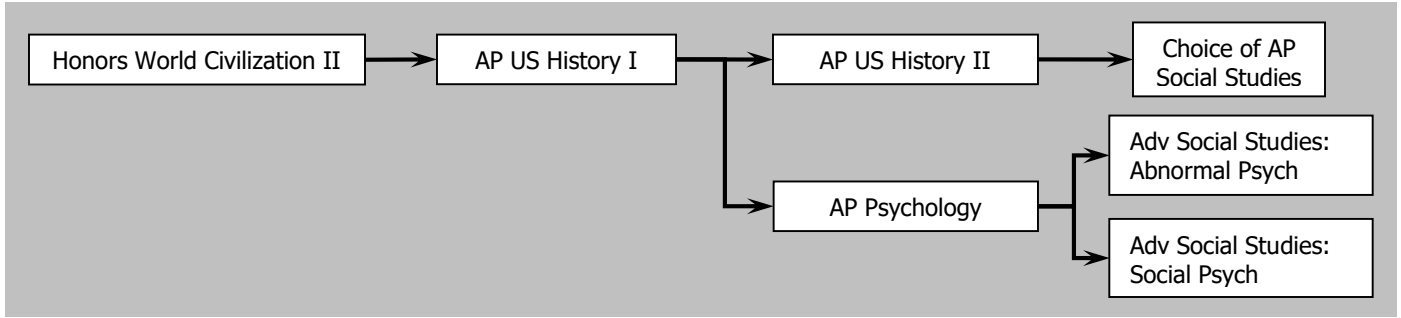 Honors World Civilization II
AP US History I
AP US History II
Choice of AP
Social Studies
AP Psychology
Adv Social Studies:
Abnormal Psych
Adv Social Studies:
Social Psych